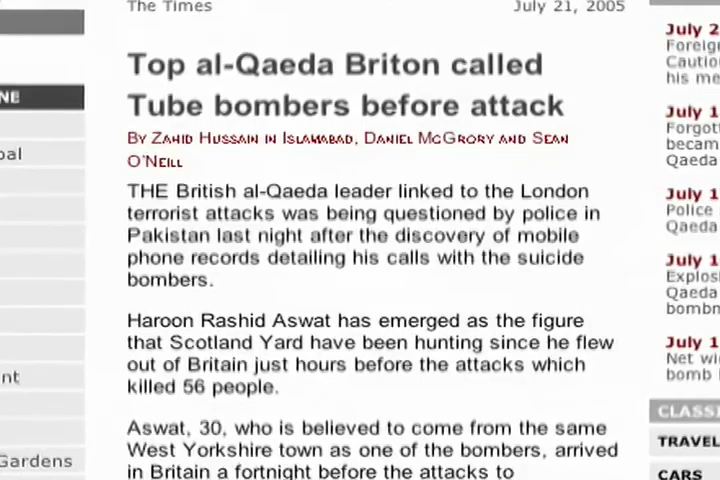 The Times
July 21, 2005
Top al-Qaeda Briton called
Tube bombers before attack
By Zahid Hussain in Islamabad, Daniel McGrory and Sean
O'Neill
THE British al-Qaeda leader linked to the London
terrorist attacks was being questioned by police in
Pakistan last night after the discovery of mobile
phone records detailing his calls with the suicide
bombers.
Haroon Rashid Aswat has emerged as the figure
that Scotland Yard have been hunting since he flew
out of Britain just hours before the attacks which
killed 56 people.
Aswat, 30, who is believed to come from the same
West Yorkshire town as one of the bombers, arrived
in Britain a fortnight before the attacks to
Gardens
July 2
Foreig
Cautio
his me
July 1
Forgot
becam
Qaeda
July 1
Police
Qaeda
July 1
Explos
Qaeda
bombn
July 1
Net wi
bomb
CLASSI
TRAVEL
CARS